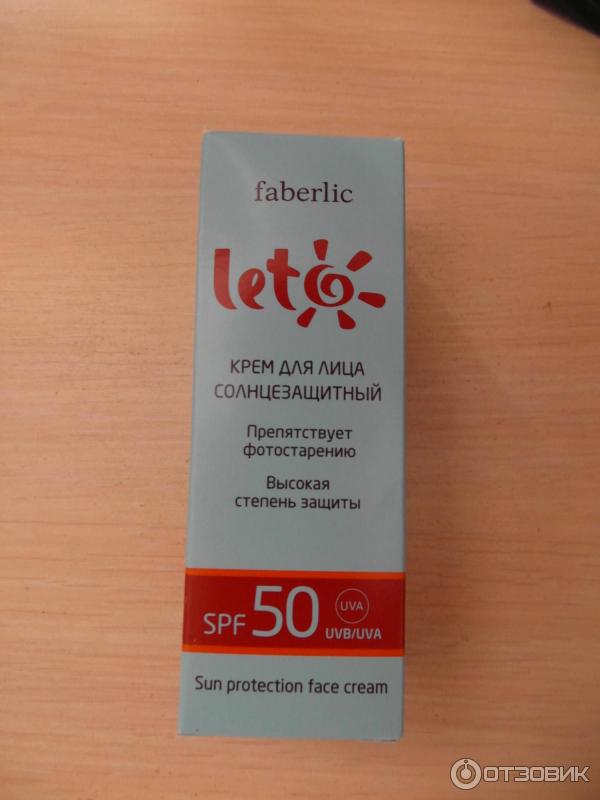 faberlic
leto
КРЕМ ДЛЯ ЛИЦА
СОЛНЦЕЗАЩИТНЫЙ
Препятствует
фотостарению
Высокая
степень защиты
SPF 50 UVA
UVB/UVA
Sun protection face cream
ОТЗОВИК